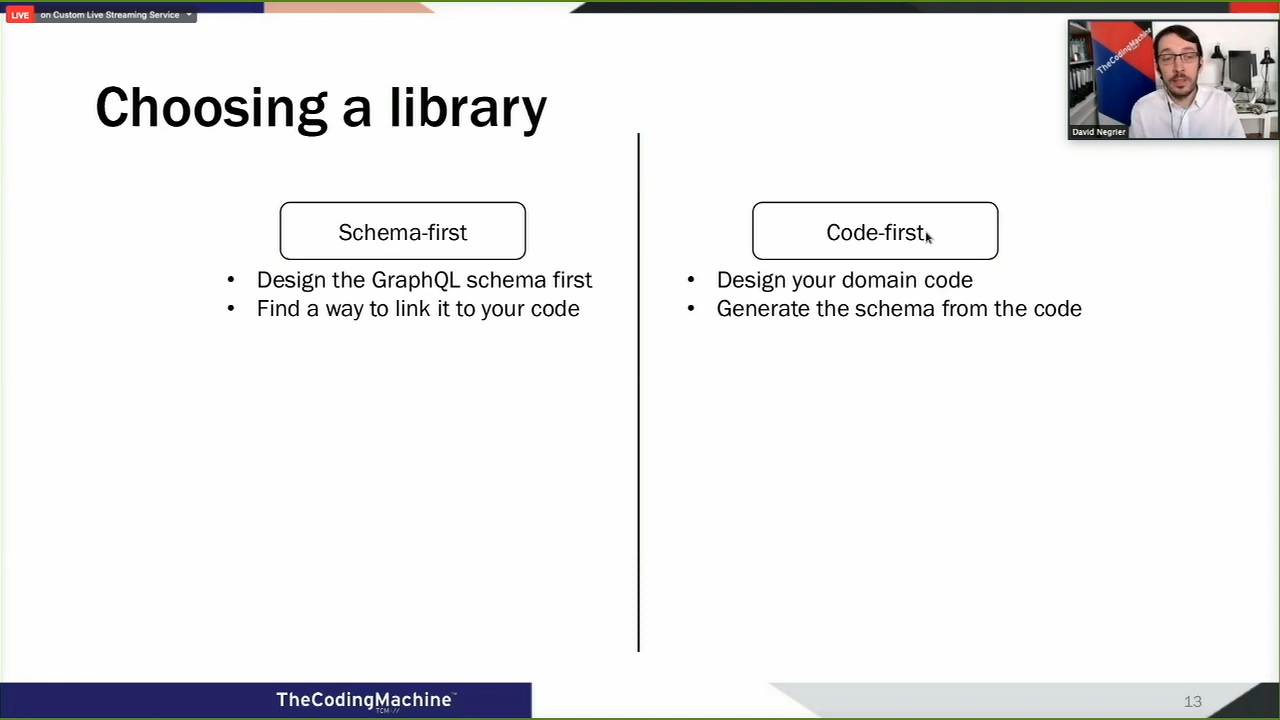 LIVE on Custom Live Streaming Service
TheCodingMachine
David Negrier
Choosing a library
Schema-first
• Design the GraphQL schema first
• Find a way to link it to your code
Code-first
• Design your domain code
• Generate the schema from the code
TheCodingMachine™
TCM://
13